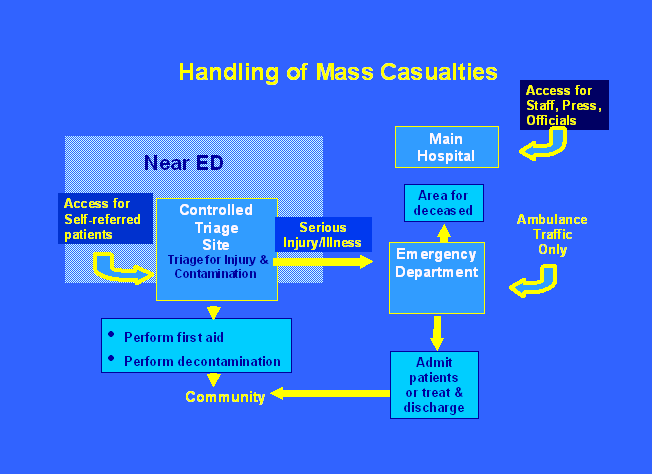 Handling of Mass Casualties
Access for
Staff, Press,
Officials
Main
Hospital
Near ED
Access for
Self-referred
patients
Controlled
Triage
Site
Triage for Injury &
Contamination
Serious
Injury/Illness
Area for
deceased
Emergency
Department
Ambulance
Traffic
Only
• Perform first aid
• Perform decontamination
Community
Admit
patients
or treat &
discharge